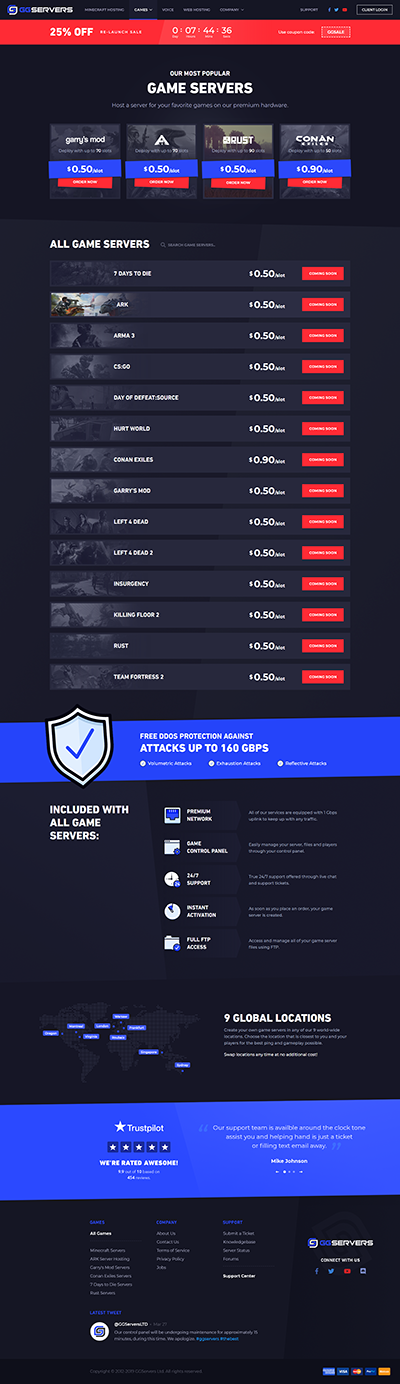 GGSERVERS
MINECRAFT HOSTING GAMES VOICE WEB HOSTING COMPANY SUPPORT CLIENT LOGIN
25% OFF RE-LAUNCH SALE 0 : 07 : 44 : 36 Use coupon code: GGSALE
Day Hours Mins Secs
OUR MOST POPULAR
GAME SERVERS
Host a server for your favorite games on our premium hardware.
garry's mod ARK RUST CONAN EXILES
Deploy with up to 70 slots Deploy with up to 70 slots Deploy with up to 90 slots Deploy with up to 50 slots
$0.50/slot $0.50/slot $0.50/slot $0.90/slot
ORDER NOW ORDER NOW ORDER NOW ORDER NOW
ALL GAME SERVERS SEARCH GAME SERVERS..
7 DAYS TO DIE $0.50/slot COMING SOON
ARK $0.50/slot COMING SOON
ARMA 3 $0.50/slot COMING SOON
CS:GO $0.50/slot COMING SOON
DAY OF DEFEAT:SOURCE $0.50/slot COMING SOON
HURT WORLD $0.50/slot COMING SOON
CONAN EXILES $0.90/slot COMING SOON
GARRY'S MOD $0.50/slot COMING SOON
LEFT 4 DEAD $0.50/slot COMING SOON
LEFT 4 DEAD 2 $0.50/slot COMING SOON
INSURGENCY $0.50/slot COMING SOON
KILLING FLOOR 2 $0.50/slot COMING SOON
RUST $0.50/slot COMING SOON
TEAM FORTRESS 2 $0.50/slot COMING SOON
FREE DDOS PROTECTION AGAINST
ATTACKS UP TO 160 GBPS
Volumetric Attacks Exhaustion Attacks Reflective Attacks
INCLUDED WITH
ALL GAME
SERVERS:
PREMIUM
NETWORK
All of our services are equipped with 1 Gbps
uplink to keep up with any traffic.
GAME
CONTROL PANEL
Easily manage your server, files and players
through your control panel.
24/7
SUPPORT
True 24/7 support offered through live chat
and support tickets.
INSTANT
ACTIVATION
As soon as you place an order, your game
server is created.
FULL FTP
ACCESS
Access and manage all of your game server
files using FTP.
Oregon Montreal Virginia London Warsaw Roubaix Frankfurt Singapore Sydney
9 GLOBAL LOCATIONS
Create your own game servers in any of our 9 world-wide
locations. Choose the location that is closest to you and your
players for the best ping and gameplay possible.
Swap locations any time at no additional cost!
Trustpilot
WE'RE RATED AWESOME!
9.8 out of 10 based on
454 reviews
Our support team is availble around the clock tone
assist you and helping hand is just a ticket
or filling text email away.
Mike Johnson
GAMES
All Games
Minecraft Servers
ARK Server Hosting
Garry's Mod Servers
Conan Exiles Servers
7 Days to Die Servers
Rust Servers
COMPANY
About Us
Contact Us
Terms of Service
Privacy Policy
Jobs
SUPPORT
Submit a Ticket
Knowledgebase
Server Status
Forums
Support Center
GGSERVERS
CONNECT WITH US
LATEST TWEET
@GGServersLTD
Our control panel will be undergoing maintenance for approximately 15
minutes, during this time. We apologize. #ggservers #thebest
Copyright © 2012-2019 GGServers Ltd. All rights reserved.
VISA